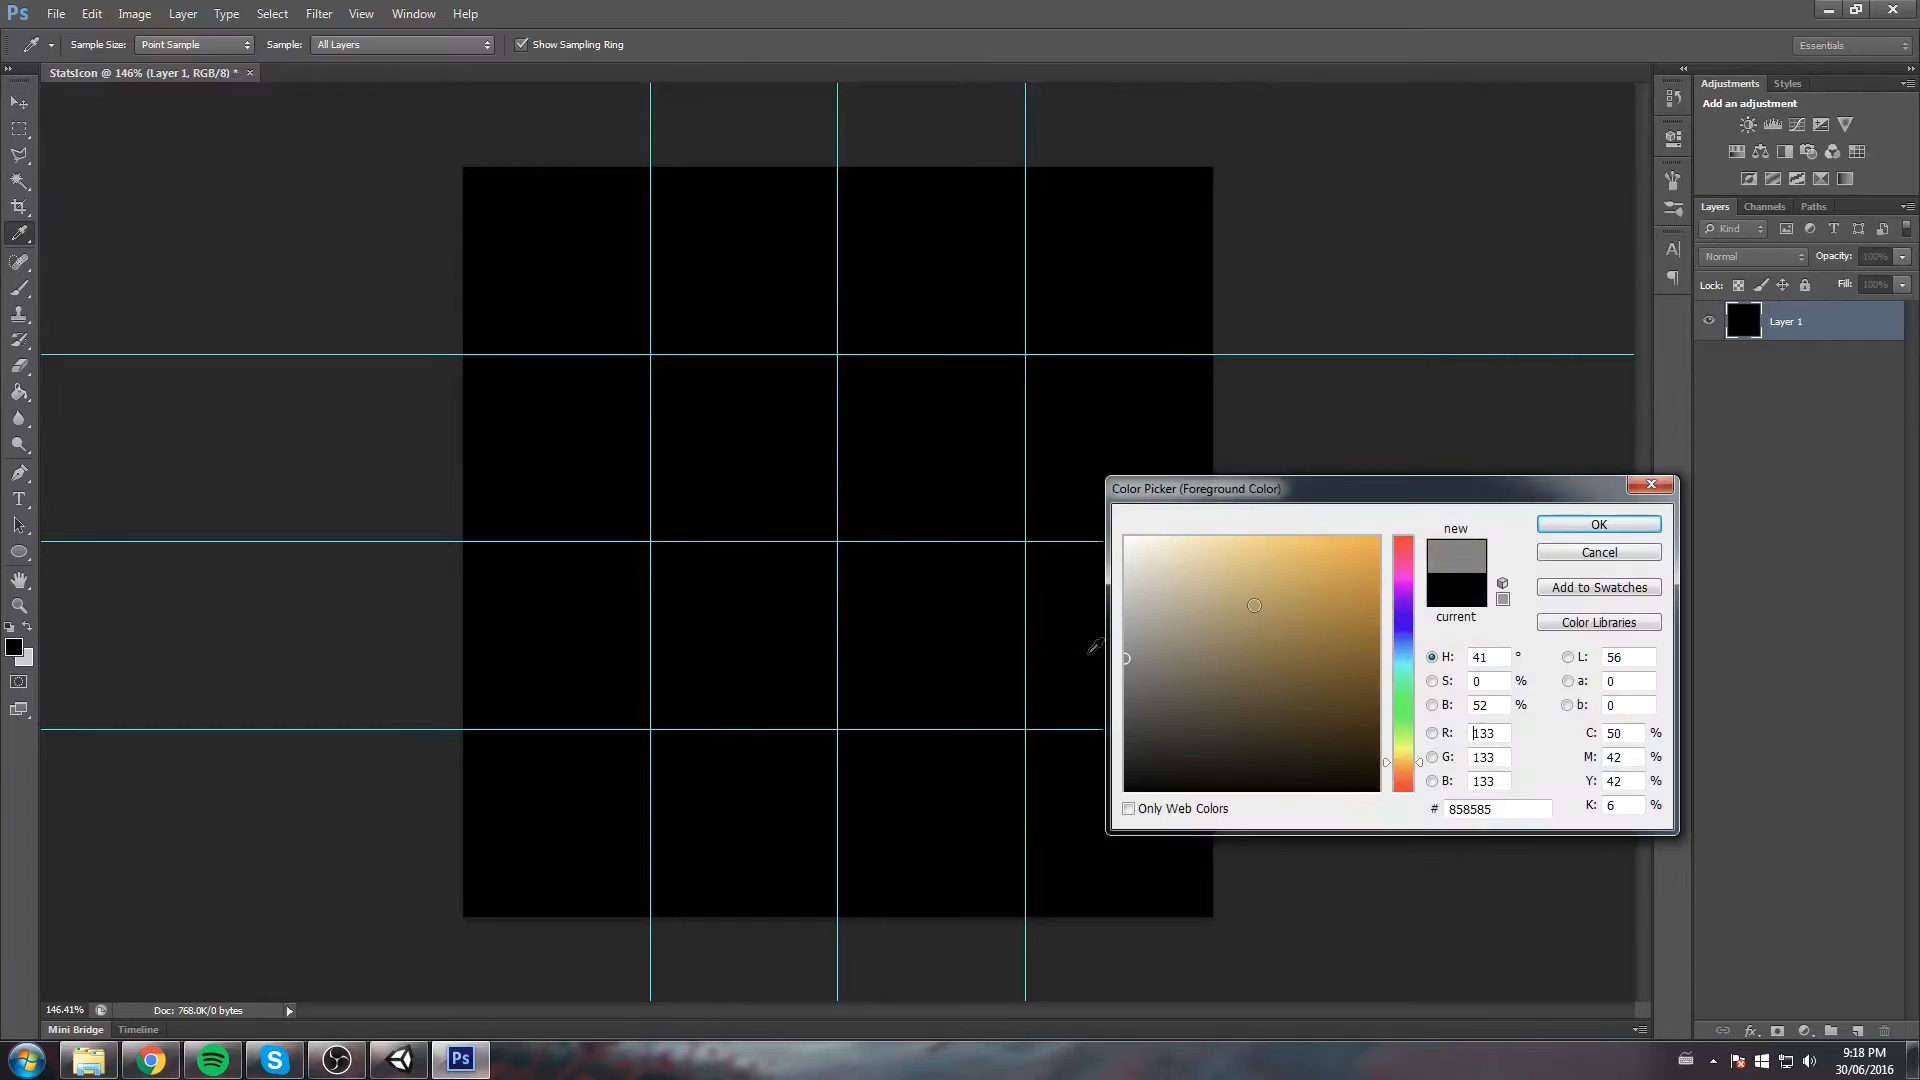 Ps File Edit Image Layer Type Select Filter View Window Help
Sample Size: Point Sample Sample: All Layers Show Sampling Ring Essentials
StatsIcon @ 146% (Layer 1, RGB/8) * ×
Adjustments Styles
Add an adjustment
Layers Channels Paths
Kind
Normal Opacity: 100%
Lock: Fill: 100%
Layer 1
Color Picker (Foreground Color)
new
OK
Cancel
Add to Swatches
current
Color Libraries
H: 41 ° L: 56
S: 0 % a: 0
B: 52 % b: 0
R: 133 C: 50 %
G: 133 M: 42 %
B: 133 Y: 42 %
Only Web Colors # 858585 K: 6 %
146.41% Doc: 768.0K/0 bytes
Mini Bridge Timeline
Ps
9:18 PM
30/06/2016